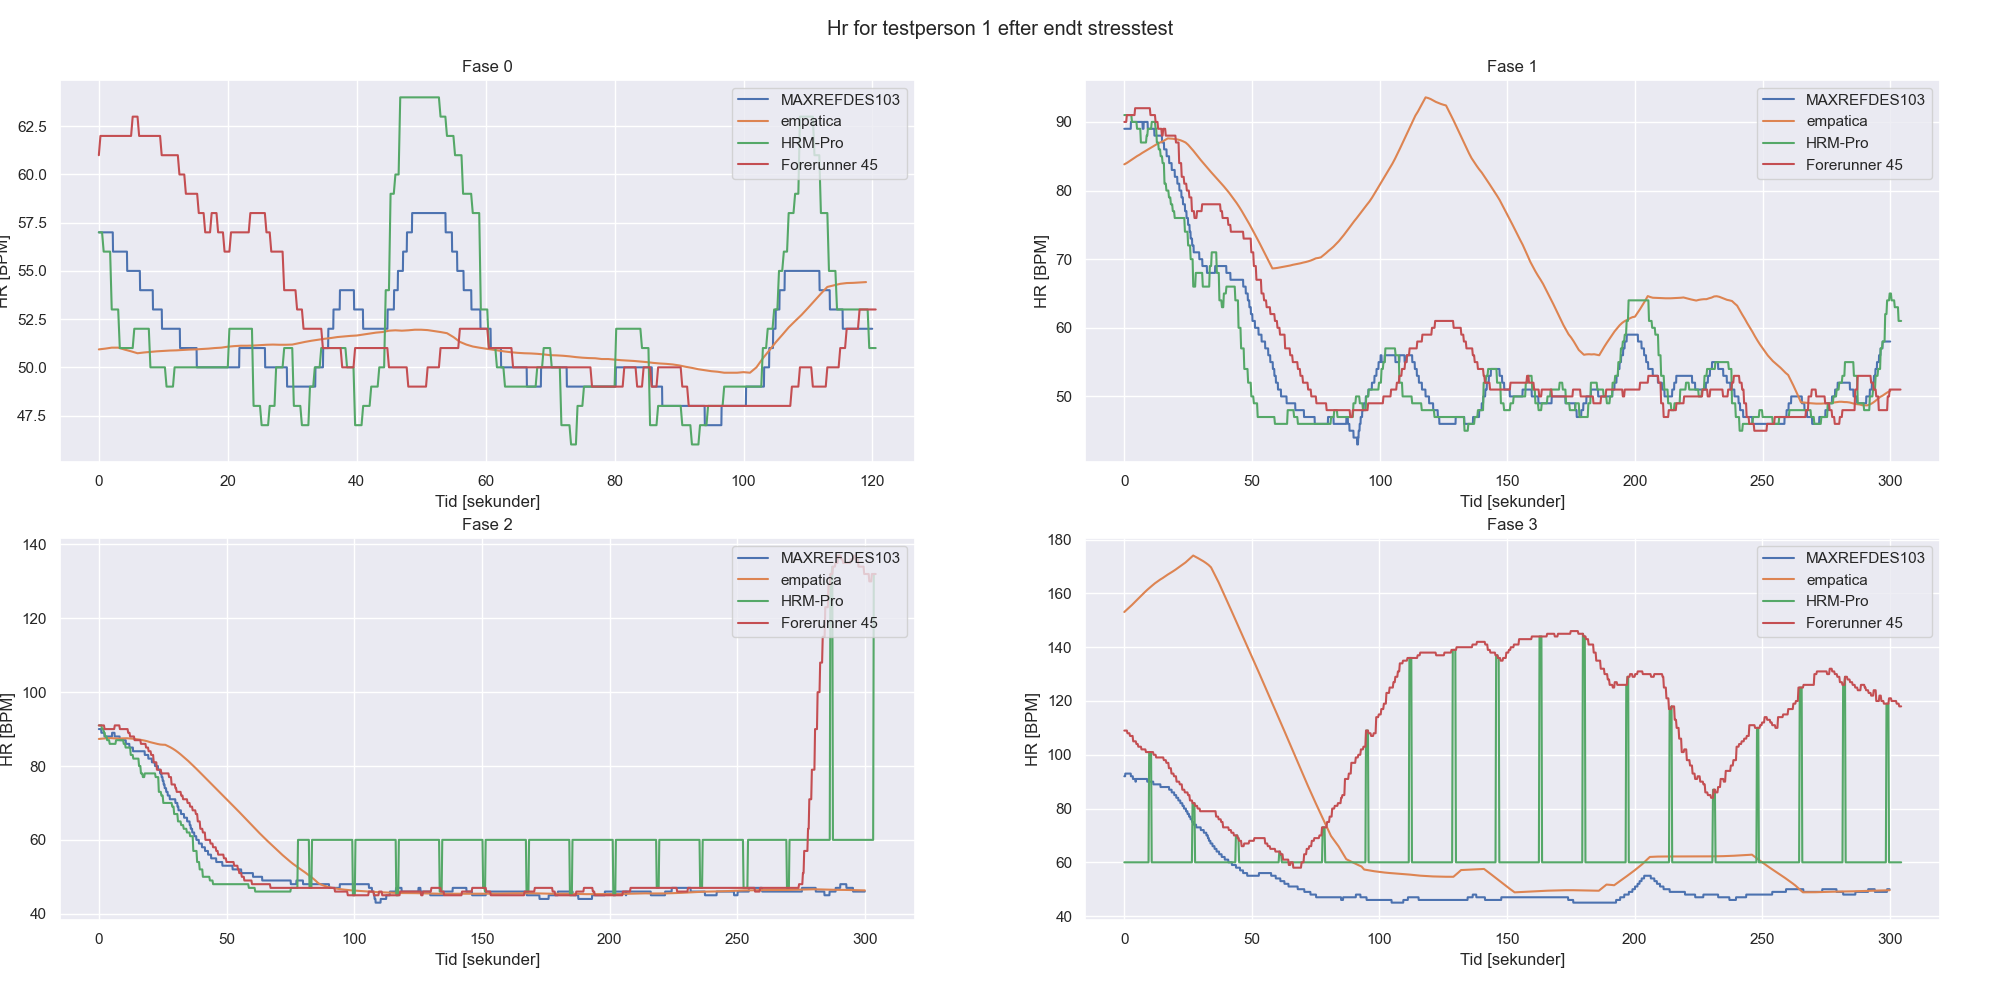 Hr for testperson 1 efter endt stresstest
Fase 0
HR [BPM]
62.5
60.0
57.5
55.0
52.5
50.0
47.5
MAXREFDES103
empatica
HRM-Pro
Forerunner 45
0 20 40 60 80 100 120
Tid [sekunder]
Fase 1
HR [BPM]
90
80
70
60
50
MAXREFDES103
empatica
HRM-Pro
Forerunner 45
0 50 100 150 200 250 300
Tid [sekunder]
Fase 2
HR [BPM]
140
120
100
80
60
40
MAXREFDES103
empatica
HRM-Pro
Forerunner 45
0 50 100 150 200 250 300
Tid [sekunder]
Fase 3
HR [BPM]
180
160
140
120
100
80
60
40
MAXREFDES103
empatica
HRM-Pro
Forerunner 45
0 50 100 150 200 250 300
Tid [sekunder]